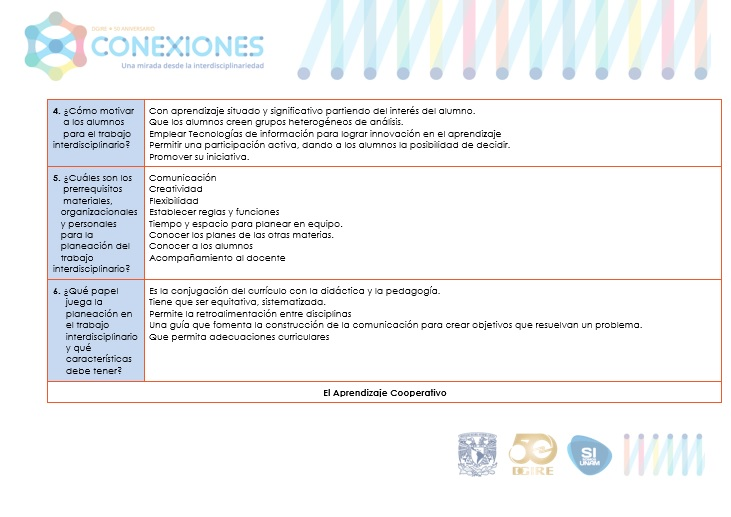 DGIRE • 50 ANIVERSARIO
CONEXIONES
Una mirada desde la interdisciplinariedad
4. ¿Cómo motivar
a los alumnos
para el trabajo
interdisciplinario?
Con aprendizaje situado y significativo partiendo del interés del alumno.
Que los alumnos creen grupos heterogéneos de análisis.
Emplear Tecnologías de información para lograr innovación en el aprendizaje
Permitir una participación activa, dando a los alumnos la posibilidad de decidir.
Promover su iniciativa.
5. ¿Cuáles son los
prerrequisitos
materiales,
organizacionales
y personales
para la
planeación del
trabajo
interdisciplinario?
Comunicación
Creatividad
Flexibilidad
Establecer reglas y funciones
Tiempo y espacio para planear en equipo.
Conocer los planes de las otras materias.
Conocer a los alumnos
Acompañamiento al docente
6. ¿Qué papel
juega la
planeación en
el trabajo
interdisciplinario
y qué
características
debe tener?
Es la conjugación del currículo con la didáctica y la pedagogía.
Tiene que ser equitativa, sistematizada.
Permite la retroalimentación entre disciplinas
Una guía que fomenta la construcción de la comunicación para crear objetivos que resuelvan un problema.
Que permita adecuaciones curriculares
El Aprendizaje Cooperativo
50
DGIRE
SI
UNAM